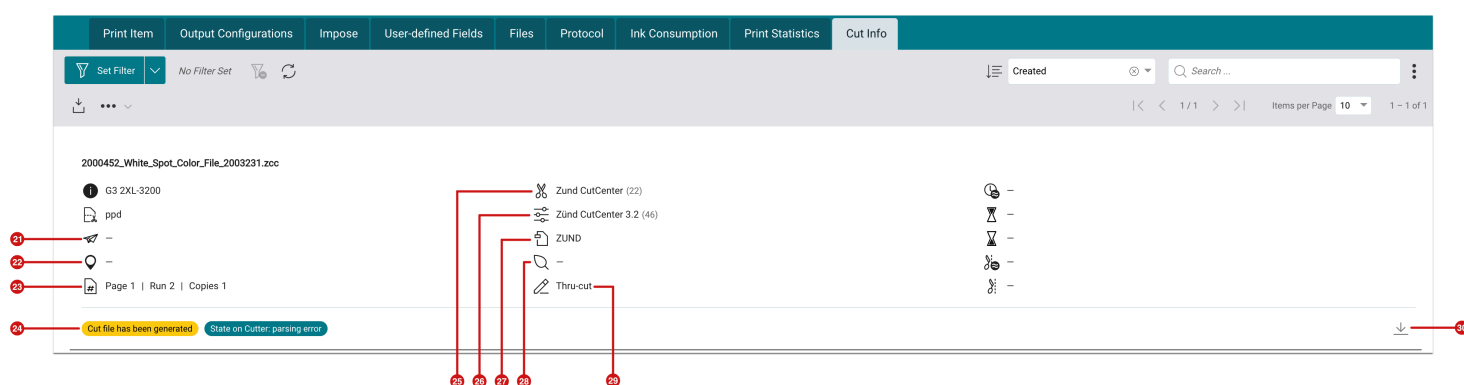 Print Item Output Configurations Impose User-defined Fields Files Protocol Ink Consumption Print Statistics Cut Info
Set Filter No Filter Set Created Search ...
1 / 1 Items per Page 10 1 – 1 of 1
2000452_White_Spot_Color_File_2003231.zcc
G3 2XL-3200 Zund CutCenter (22) –
ppd Zünd CutCenter 3.2 (46) –
21 – ZUND –
22 – – –
23 Page 1 | Run 2 | Copies 1 Thru-cut –
24 Cut file has been generated State on Cutter: parsing error 30
25 26 27 28 29